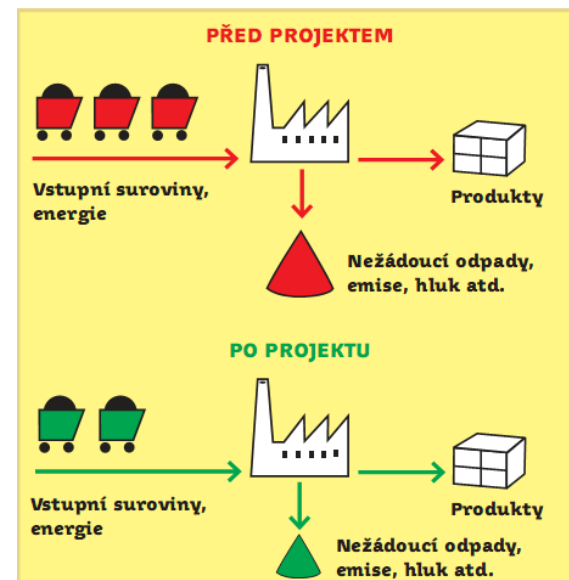 PŘED PROJEKTEM
Vstupní suroviny,
energie
Produkty
Nežádoucí odpady,
emise, hluk atd.
PO PROJEKTU
Vstupní suroviny,
energie
Produkty
Nežádoucí odpady,
emise, hluk atd.